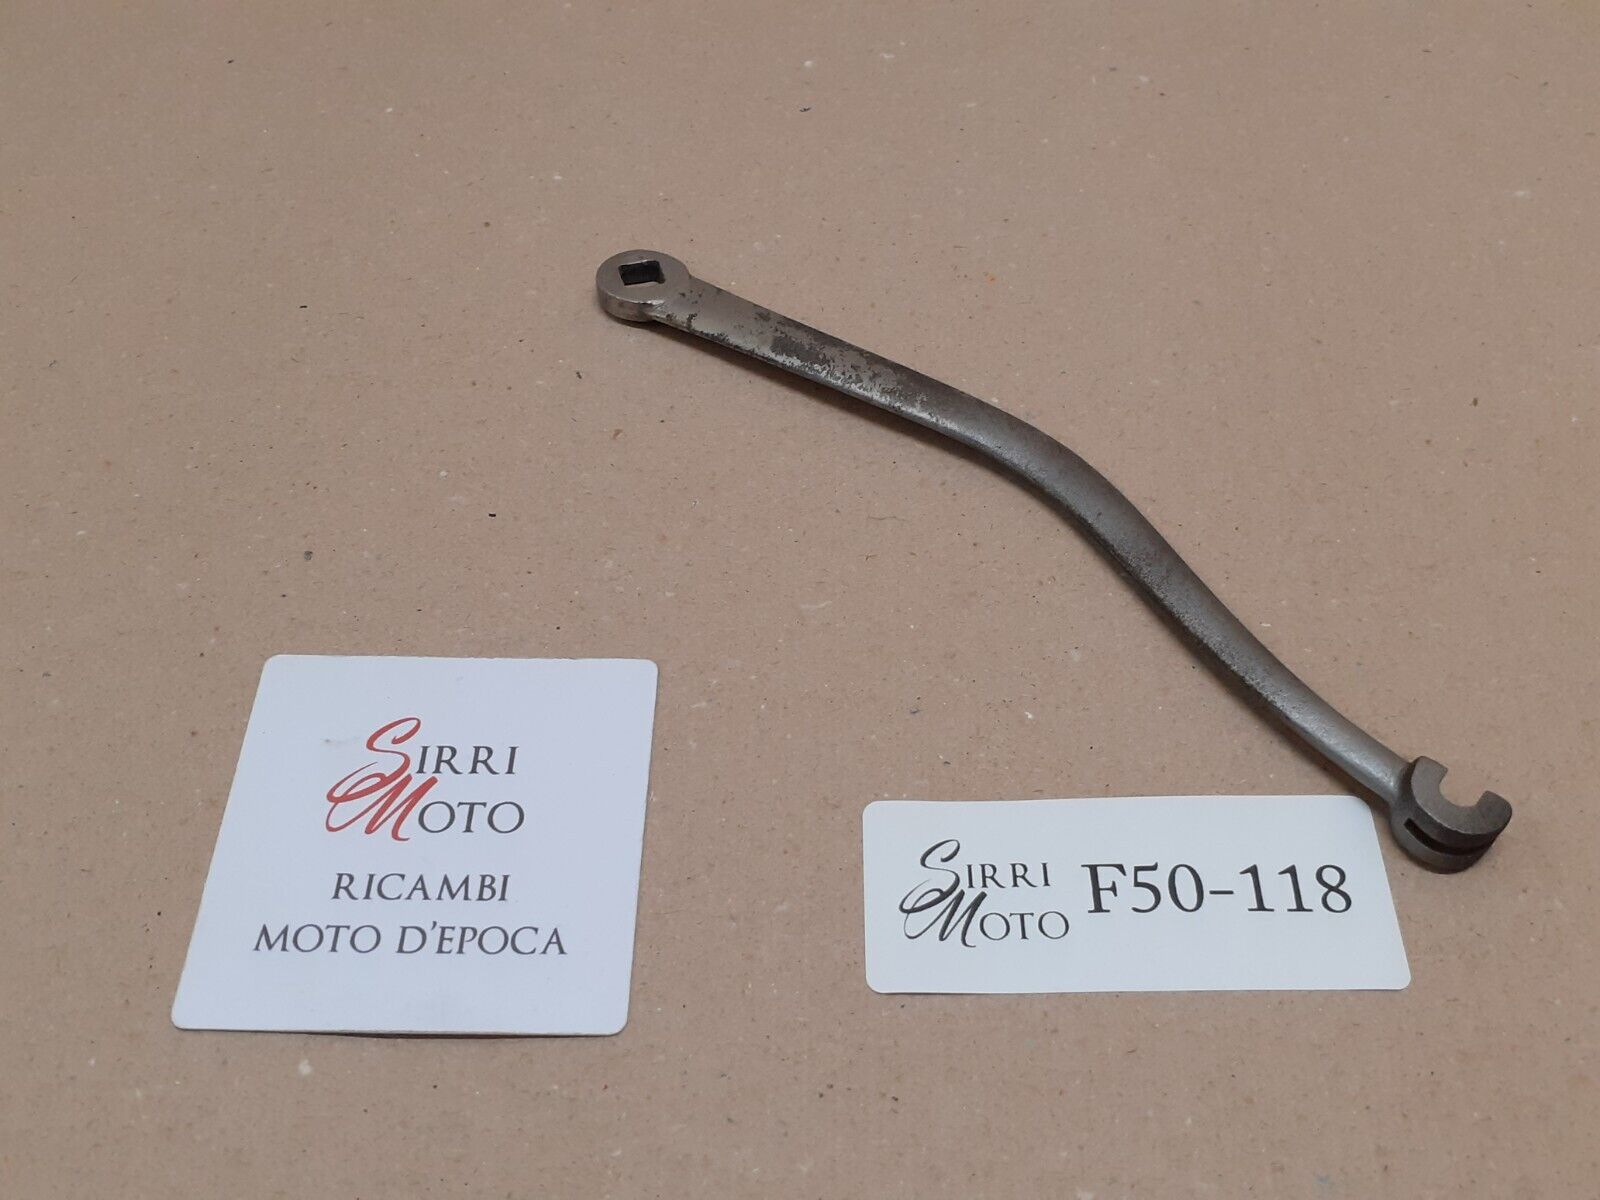 SIRRI
MOTO
RICAMBI
MOTO D'EPOCA
SIRRI
MOTO
F50-118